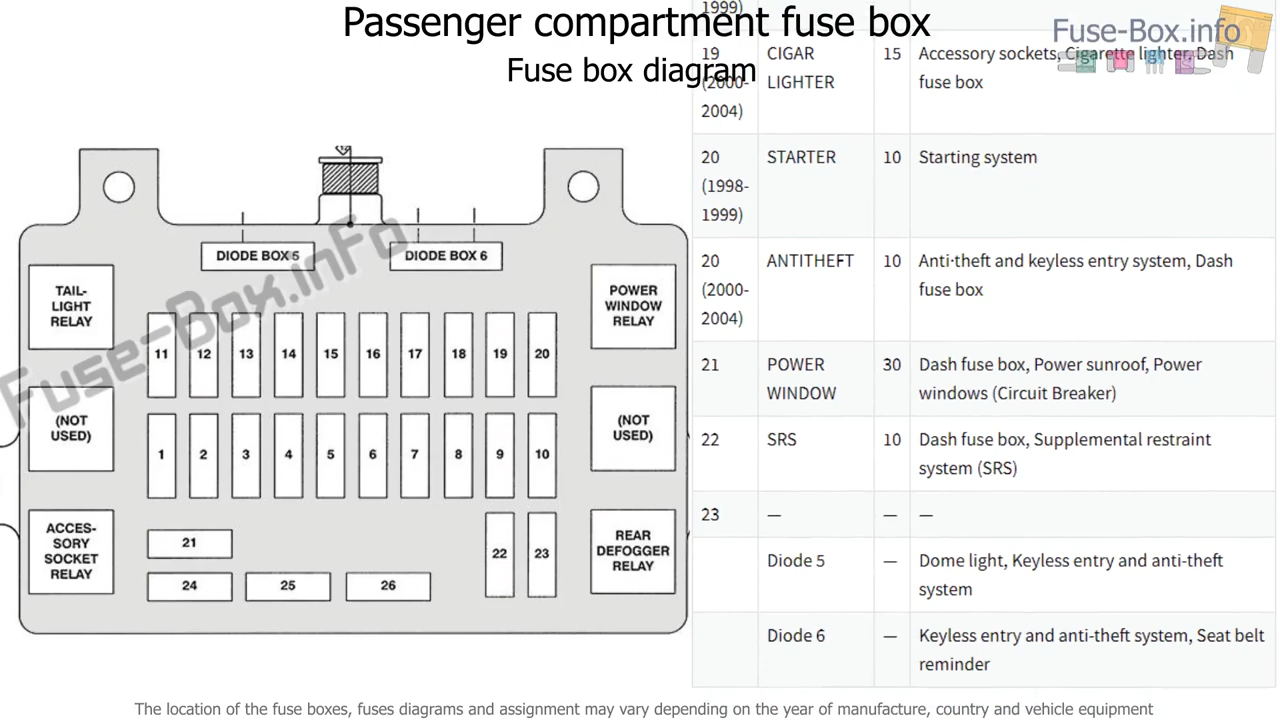 Passenger compartment fuse box
Fuse box diagram
Fuse-Box.info
DIODE BOX 5
DIODE BOX 6
TAIL-
LIGHT
RELAY
POWER
WINDOW
RELAY
11 12 13 14 15 16 17 18 19 20
(NOT
USED)
(NOT
USED)
1 2 3 4 5 6 7 8 9 10
ACCES-
SORY
SOCKET
RELAY
21
22 23
REAR
DEFOGGER
RELAY
24 25 26
Fuse-Box.info
1999)
19 CIGAR 15 Accessory sockets, Cigarette lighter, Dash
(2000- LIGHTER fuse box
2004)
20 STARTER 10 Starting system
(1998-
1999)
20 ANTITHEFT 10 Anti-theft and keyless entry system, Dash
(2000- fuse box
2004)
21 POWER 30 Dash fuse box, Power sunroof, Power
WINDOW windows (Circuit Breaker)
22 SRS 10 Dash fuse box, Supplemental restraint
system (SRS)
23 — — —
Diode 5 — Dome light, Keyless entry and anti-theft
system
Diode 6 — Keyless entry and anti-theft system, Seat belt
reminder
The location of the fuse boxes, fuses diagrams and assignment may vary depending on the year of manufacture, country and vehicle equipment